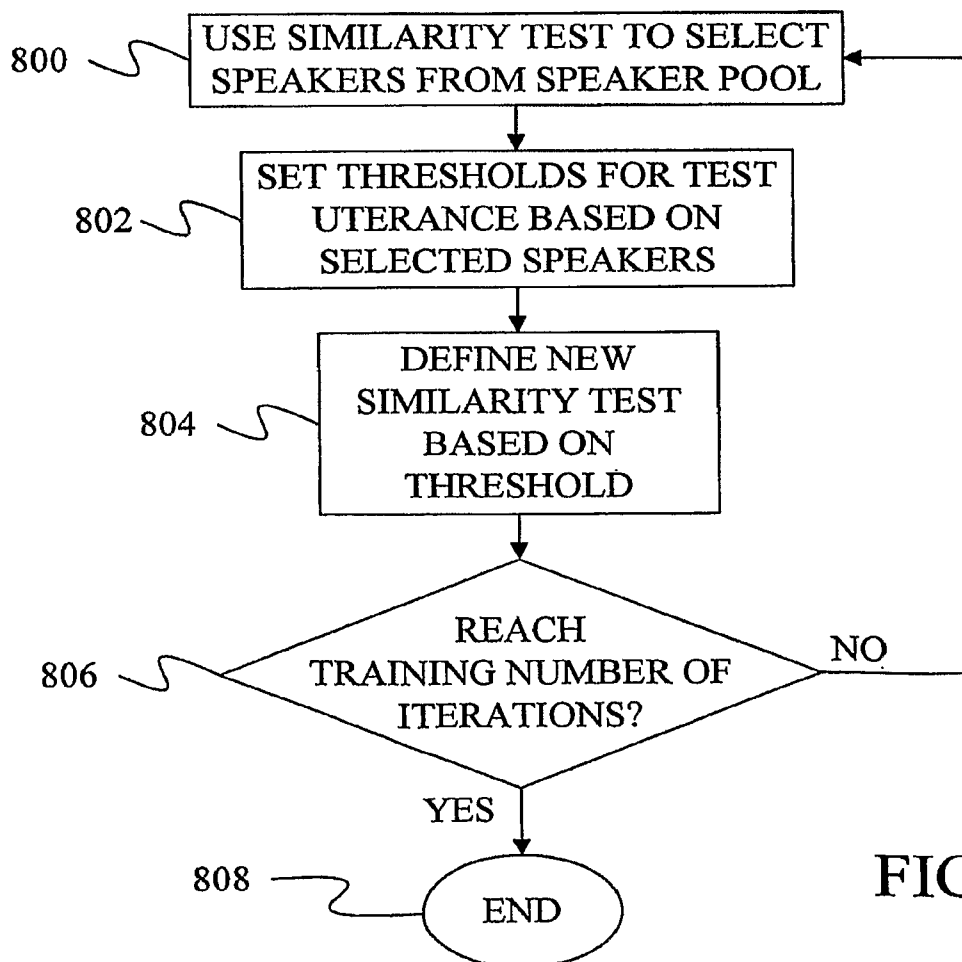 800
USE SIMILARITY TEST TO SELECT
SPEAKERS FROM SPEAKER POOL
802
SET THRESHOLDS FOR TEST
UTERANCE BASED ON
SELECTED SPEAKERS
804
DEFINE NEW
SIMILARITY TEST
BASED ON
THRESHOLD
806
REACH
TRAINING NUMBER OF
ITERATIONS?
NO
YES
808
END
FIG